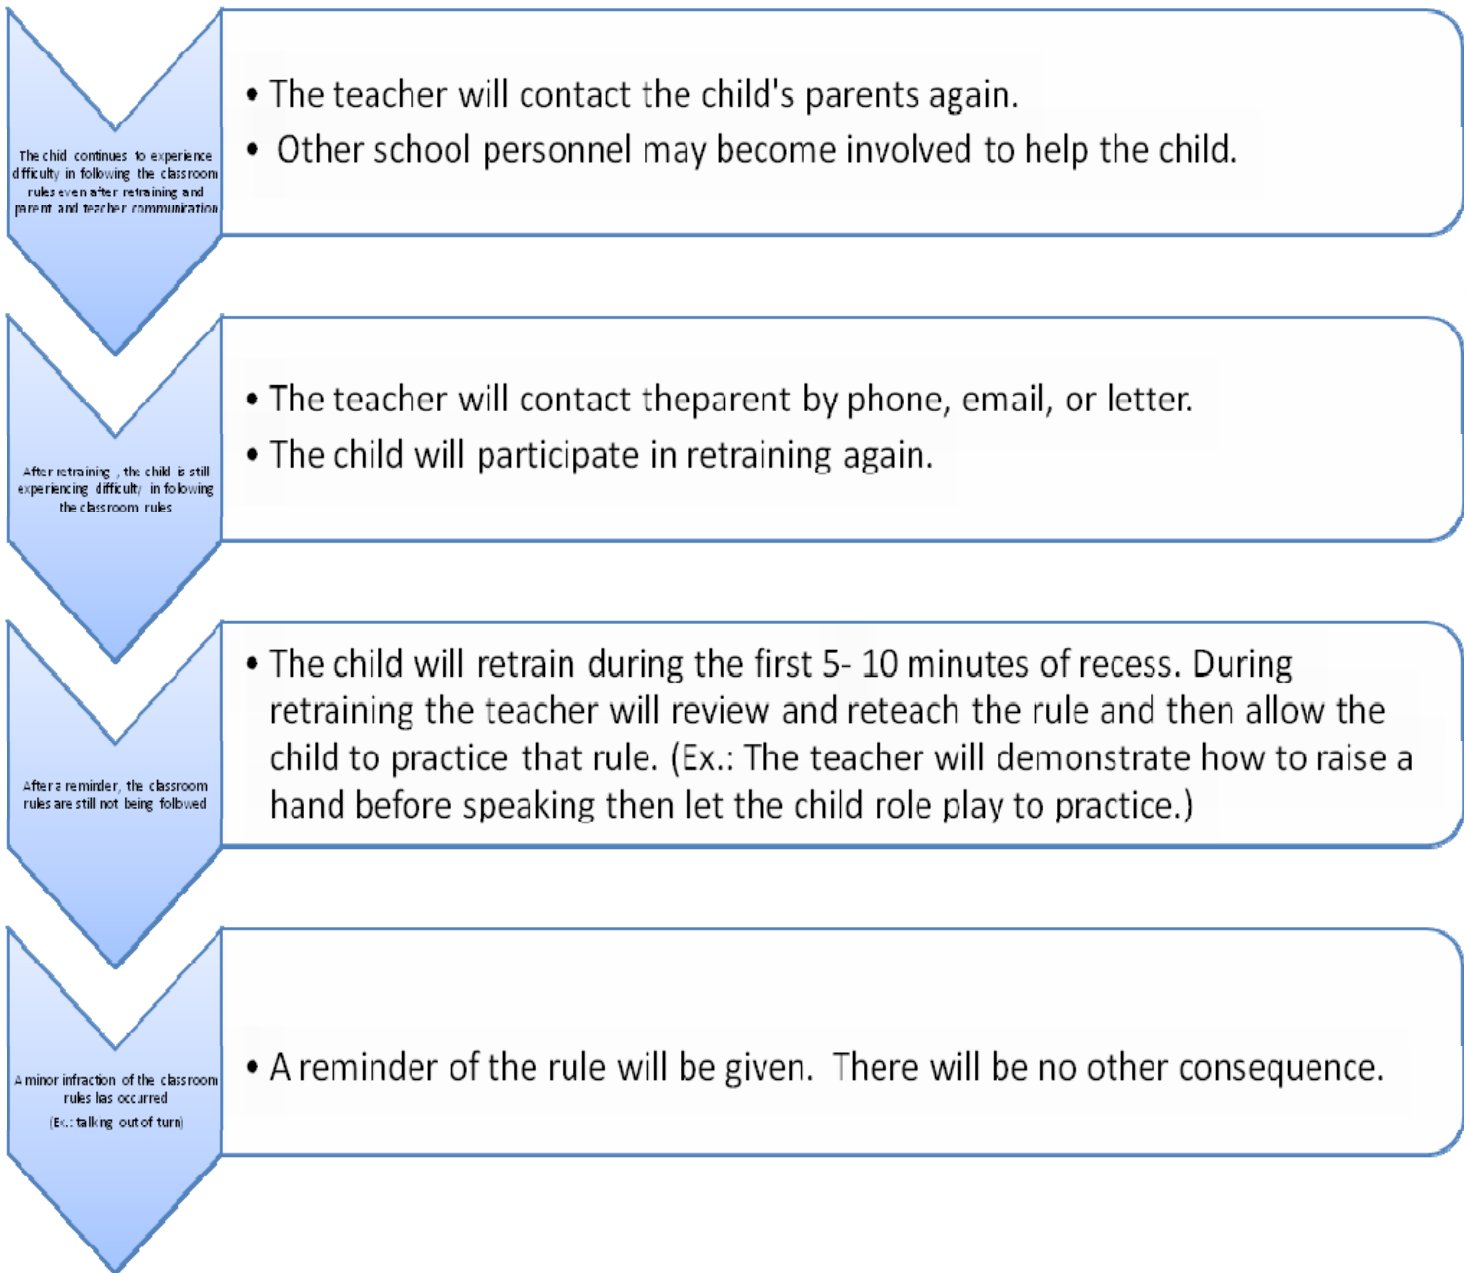 The chid continues to experience
difficulty in following the classroom
rules even after retraining and
parent and teacher communication
• The teacher will contact the child's parents again.
• Other school personnel may become involved to help the child.
After retraining , the child is still
experiencing difficulty in following
the classroom rules
• The teacher will contact theparent by phone, email, or letter.
• The child will participate in retraining again.
After a reminder, the classroom
rules are still not being followed
• The child will retrain during the first 5- 10 minutes of recess. During
retraining the teacher will review and reteach the rule and then allow the
child to practice that rule. (Ex.: The teacher will demonstrate how to raise a
hand before speaking then let the child role play to practice.)
A minor infraction of the classroom
rules has occurred
(Ex.: talking out of turn)
• A reminder of the rule will be given. There will be no other consequence.